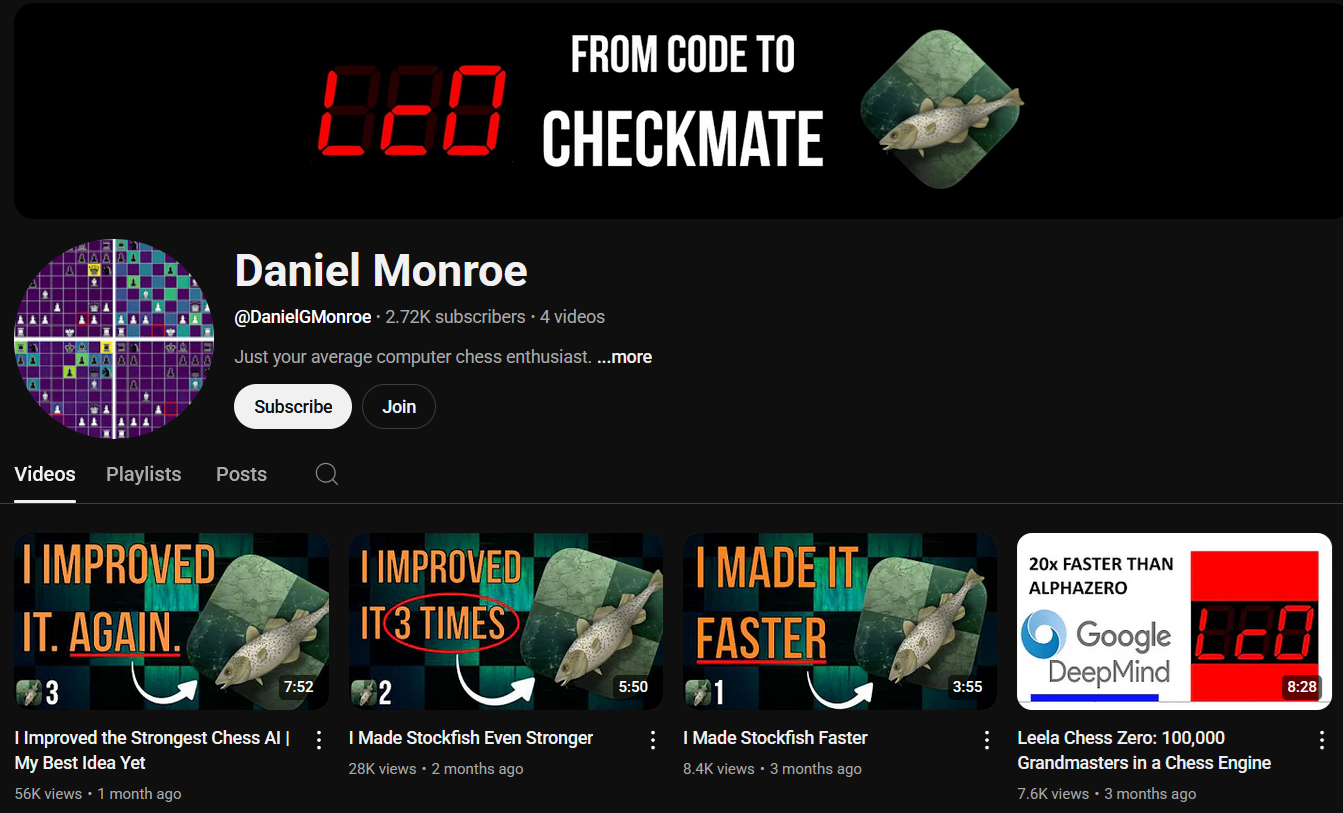 Lc0
FROM CODE TO
CHECKMATE
Daniel Monroe
@DanielGMonroe · 2.72K subscribers · 4 videos
Just your average computer chess enthusiast. ...more
Subscribe
Join
Videos
Playlists
Posts
I IMPROVED
IT. AGAIN.
3
7:52
I Improved the Strongest Chess AI |
My Best Idea Yet
56K views · 1 month ago
I IMPROVED
IT 3 TIMES
2
5:50
I Made Stockfish Even Stronger
28K views · 2 months ago
I MADE IT
FASTER
1
3:55
I Made Stockfish Faster
8.4K views · 3 months ago
20x FASTER THAN
ALPHAZERO
Google
DeepMind
Lc0
8:28
Leela Chess Zero: 100,000
Grandmasters in a Chess Engine
7.6K views · 3 months ago